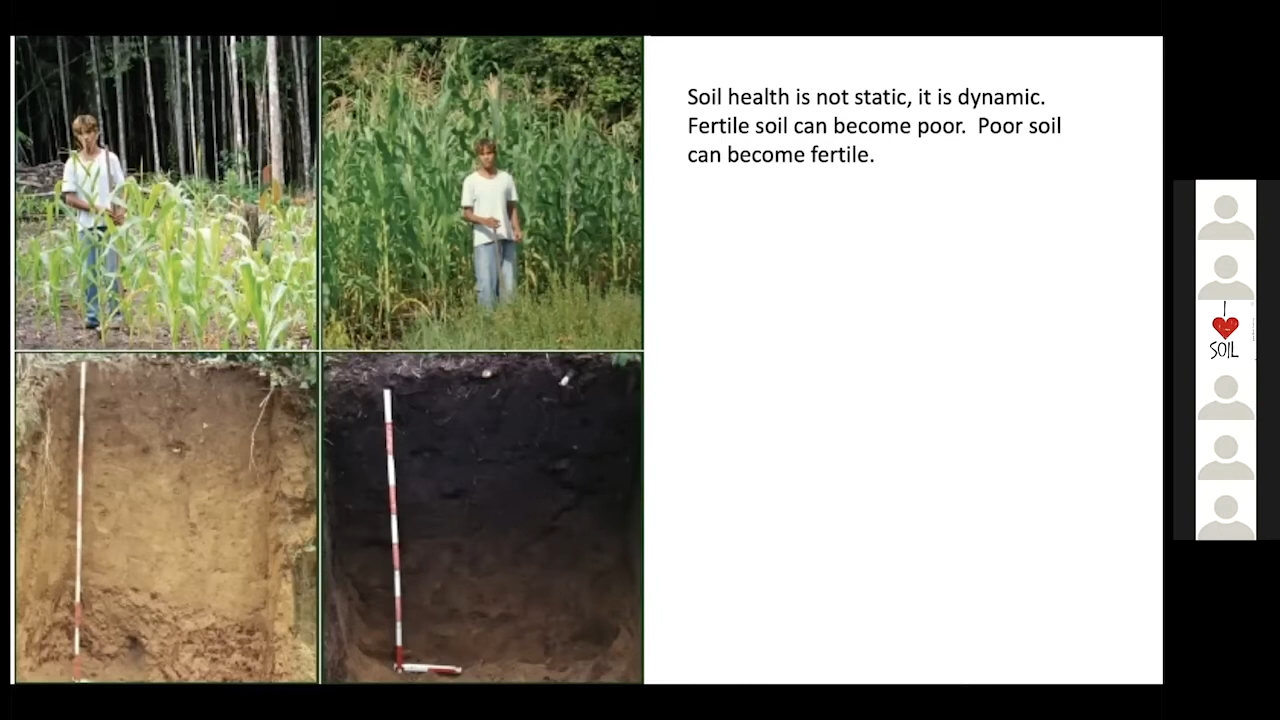 Soil health is not static, it is dynamic.
Fertile soil can become poor.  Poor soil
can become fertile.
I
SOIL